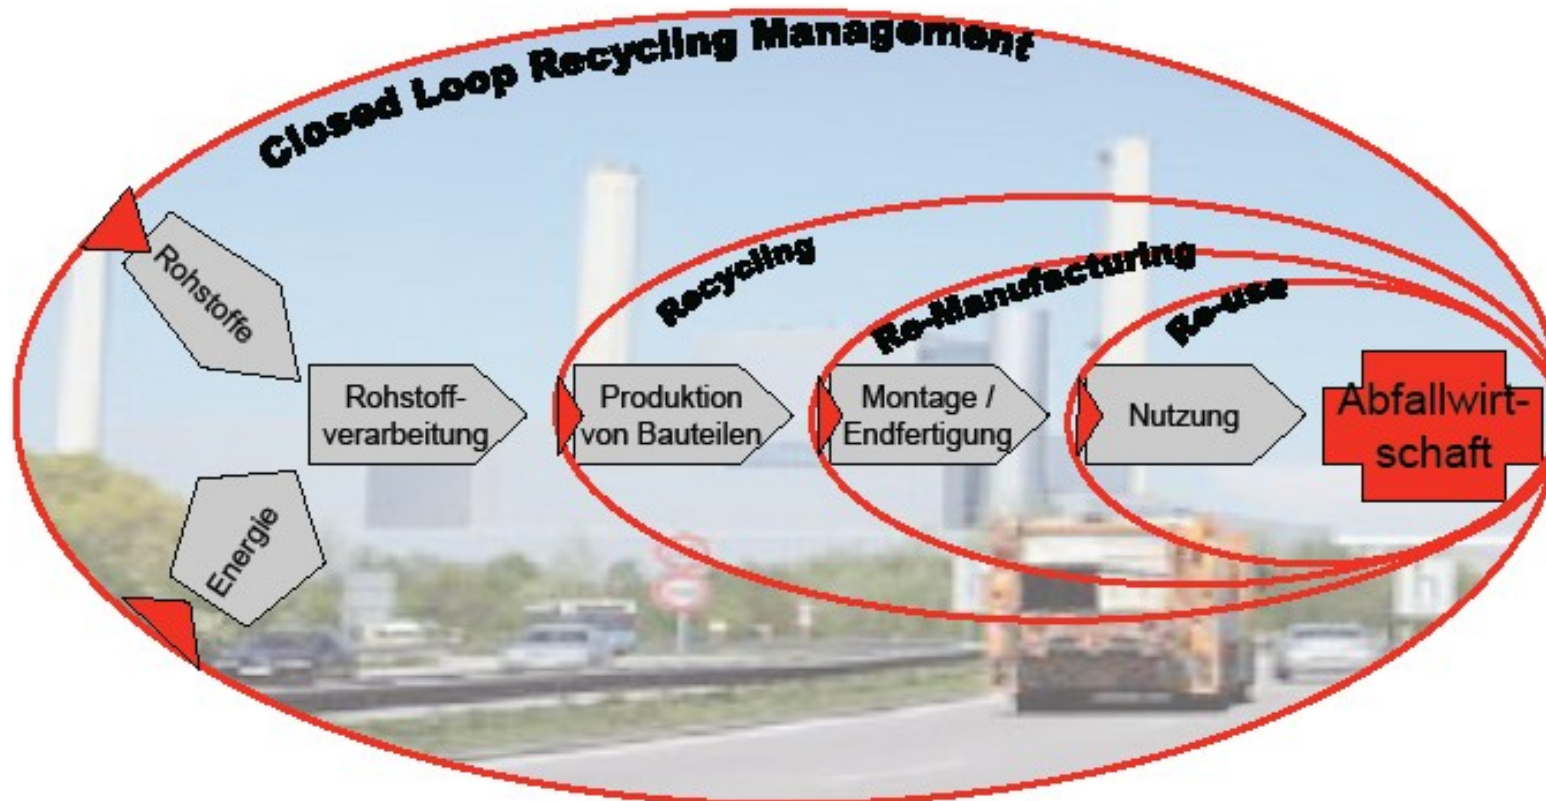 Closed Loop Recycling Management
Recycling
Re-Manufacturing
Re-use
Rohstoffe
Rohstoff-
verarbeitung
Produktion
von Bauteilen
Montage /
Endfertigung
Nutzung
Abfallwirt-
schaft
Energie